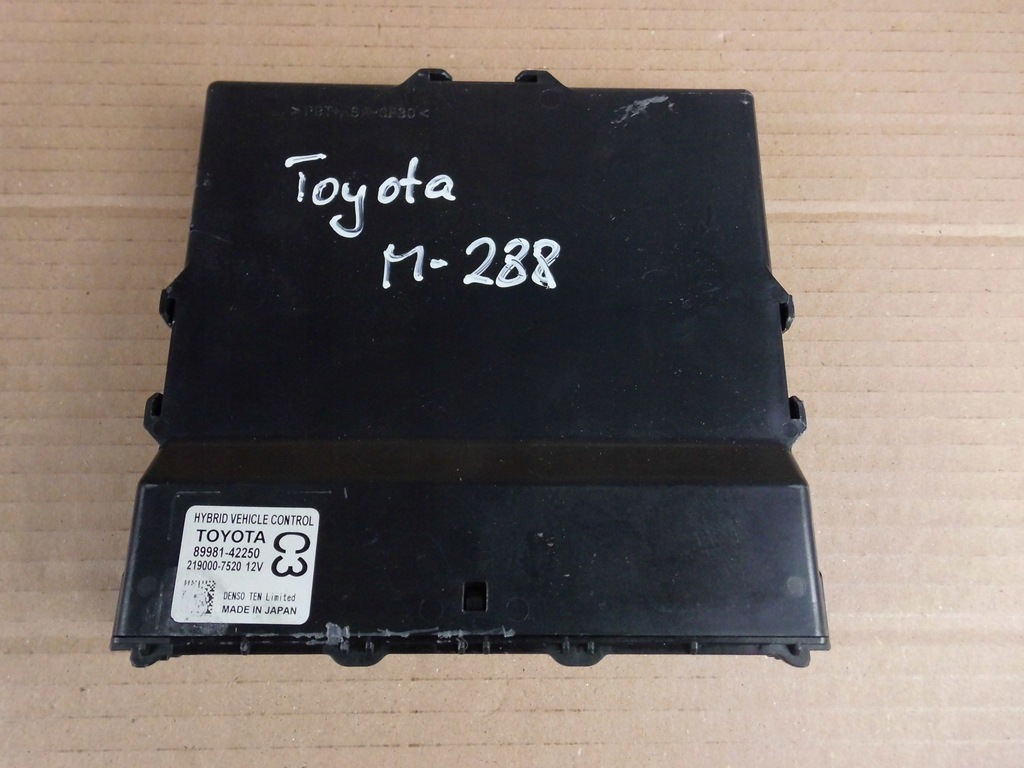 Toyota
M-288
HYBRID VEHICLE CONTROL
TOYOTA
89981-42250
219000-7520 12V
C3
DENSO TEN Limited
MADE IN JAPAN